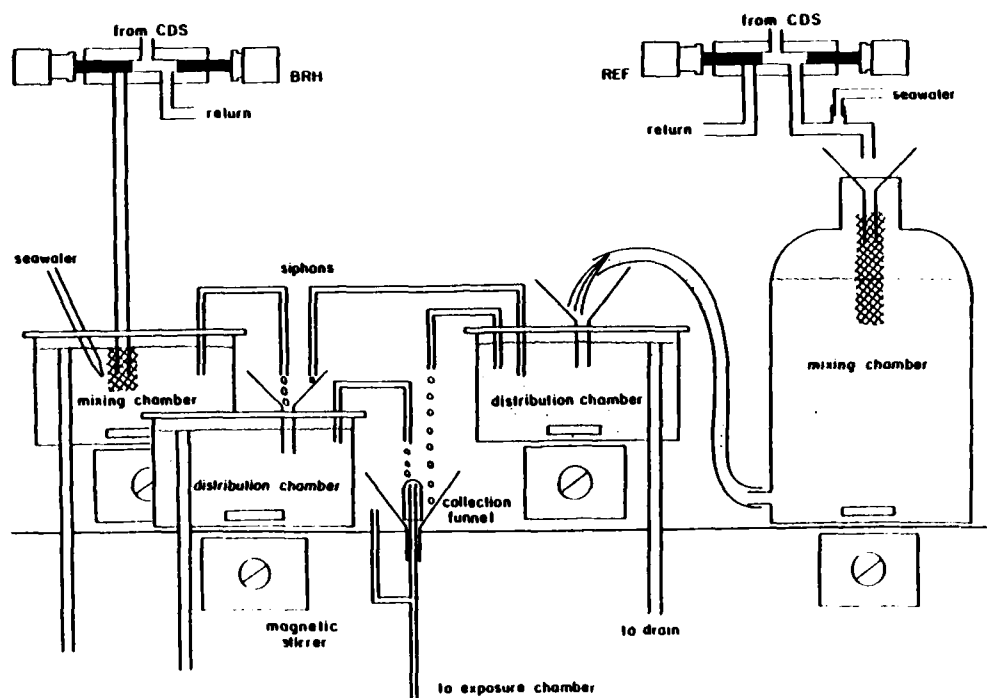 from CDS
from CDS
BRH
REF
return
seawater
return
seawater
siphons
mixing chamber
mixing chamber
distribution chamber
distribution chamber
collection
funnel
magnetic
stirrer
to drain
to exposure chamber